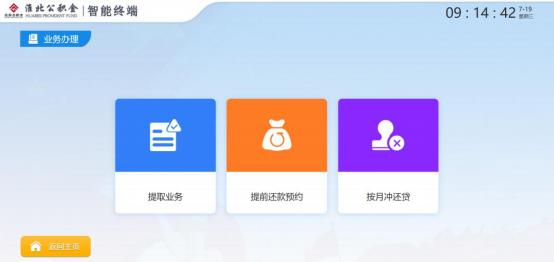 淮北公积金 智能终端
HUAIBEI PROVIDENT FUND
09 : 14 : 42 7-19
星期三
业务办理
提取业务
提前还款预约
按月冲还贷
返回主页